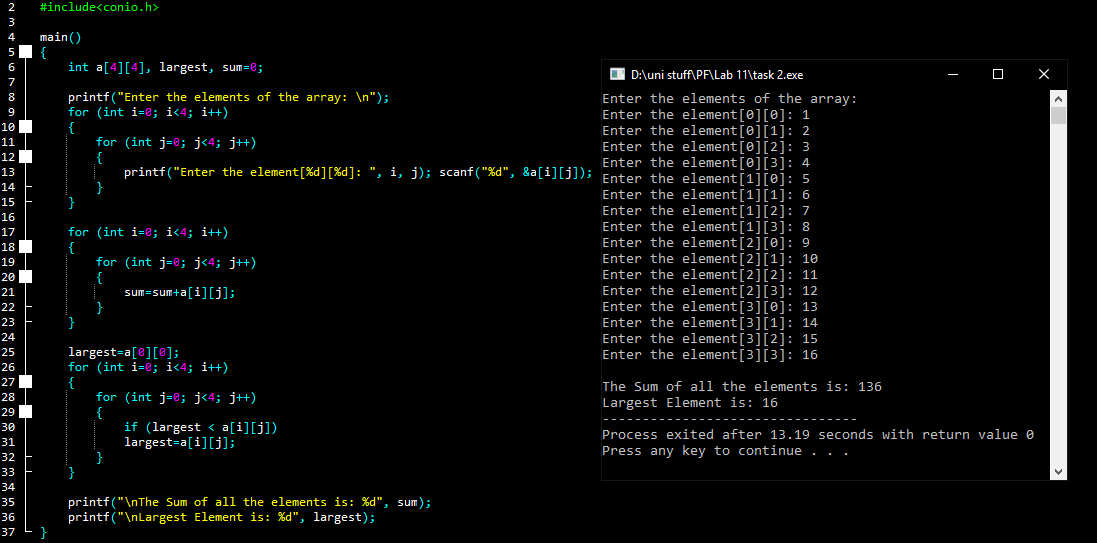 2 #include<conio.h>
3
4 main()
5 {
6 int a[4][4], largest, sum=0;
7
8 printf("Enter the elements of the array: \n");
9 for (int i=0; i<4; i++)
10 {
11 for (int j=0; j<4; j++)
12 {
13 printf("Enter the element[%d][%d]: ", i, j); scanf("%d", &a[i][j]);
14 }
15 }
16
17 for (int i=0; i<4; i++)
18 {
19 for (int j=0; j<4; j++)
20 {
21 sum=sum+a[i][j];
22 }
23 }
24
25 largest=a[0][0];
26 for (int i=0; i<4; i++)
27 {
28 for (int j=0; j<4; j++)
29 {
30 if (largest < a[i][j])
31 largest=a[i][j];
32 }
33 }
34
35 printf("\nThe Sum of all the elements is: %d", sum);
36 printf("\nLargest Element is: %d", largest);
37 }
D:\uni stuff\PF\Lab 11\task 2.exe
Enter the elements of the array:
Enter the element[0][0]: 1
Enter the element[0][1]: 2
Enter the element[0][2]: 3
Enter the element[0][3]: 4
Enter the element[1][0]: 5
Enter the element[1][1]: 6
Enter the element[1][2]: 7
Enter the element[1][3]: 8
Enter the element[2][0]: 9
Enter the element[2][1]: 10
Enter the element[2][2]: 11
Enter the element[2][3]: 12
Enter the element[3][0]: 13
Enter the element[3][1]: 14
Enter the element[3][2]: 15
Enter the element[3][3]: 16
The Sum of all the elements is: 136
Largest Element is: 16
--------------------------------
Process exited after 13.19 seconds with return value 0
Press any key to continue . . .